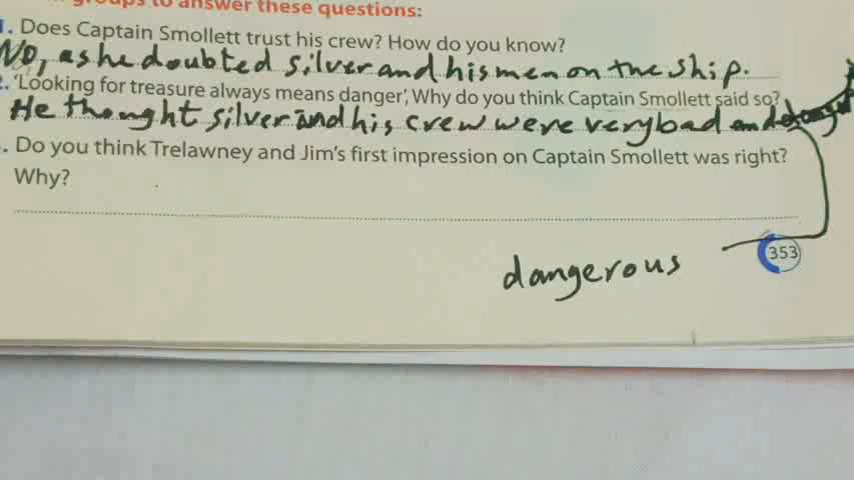 groups to answer these questions:
1. Does Captain Smollett trust his crew? How do you know?
No, as he doubted silver and his men on the ship.
2. 'Looking for treasure always means danger', Why do you think Captain Smollett said so?
He thought silver and his crew were very bad and
. Do you think Trelawney and Jim's first impression on Captain Smollett was right?
Why?
353
dangerous